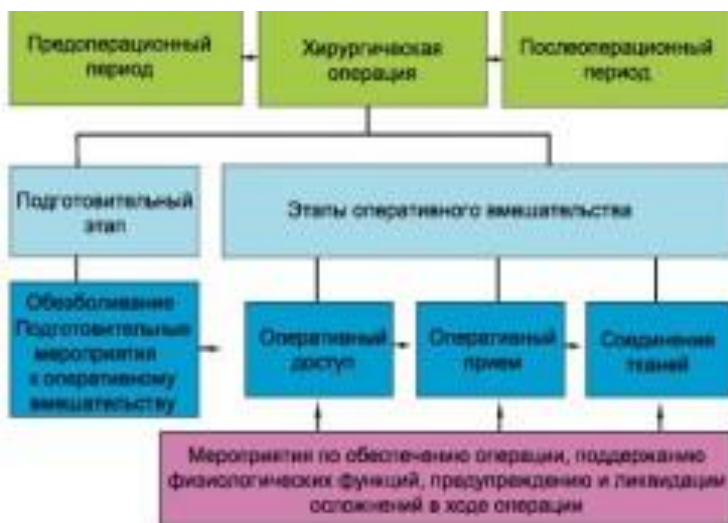 Предоперационный
период
Хирургическая
операция
Послеоперационный
период
Подготовительный
этап
Этапы оперативного вмешательства
Обезболивание
Подготовительные
мероприятия
к оперативному
вмешательству
Оперативный
доступ
Оперативный
прием
Соединение
тканей
Мероприятия по обеспечению операции, поддержанию
физиологических функций, предупреждению и ликвидации
осложнений в ходе операции